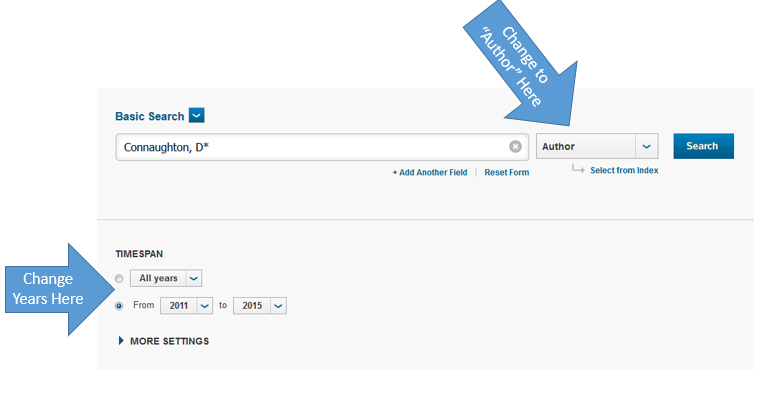 Change to
"Author" Here
Basic Search
Connaughton, D*
Author
Search
+ Add Another Field | Reset Form
Select from Index
TIMESPAN
Change
Years Here
All years
From 2011 to 2015
MORE SETTINGS